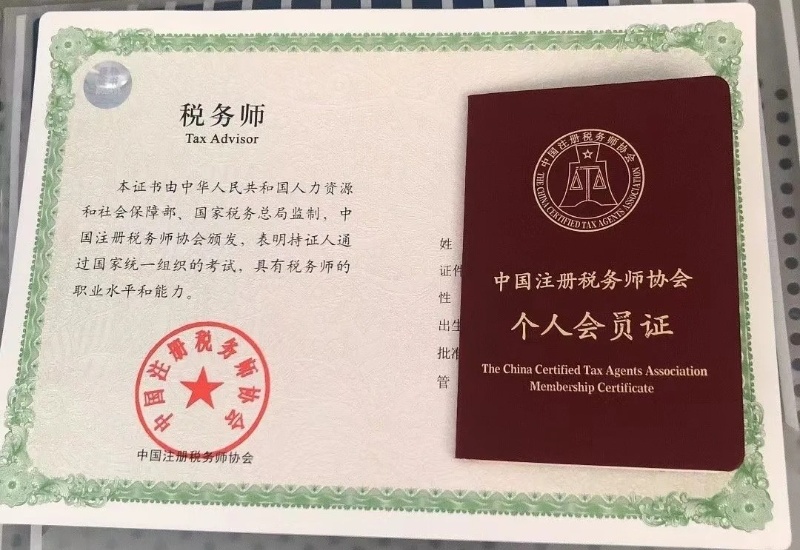 税务师
Tax Advisor
本证书由中华人民共和国人力资源
和社会保障部、国家税务总局监制，中
国注册税务师协会颁发，表明持证人通
过国家统一组织的考试，具有税务师的
职业水平和能力。
中国注册税务师协会
中国注册税务师协会
姓
证件
性
出生
批准
管
中国注册税务师协会
THE CHINA CERTIFIED TAX AGENTS ASSOCIATION
中国注册税务师协会
个人会员证
The China Certified Tax Agents Association
Membership Certificate